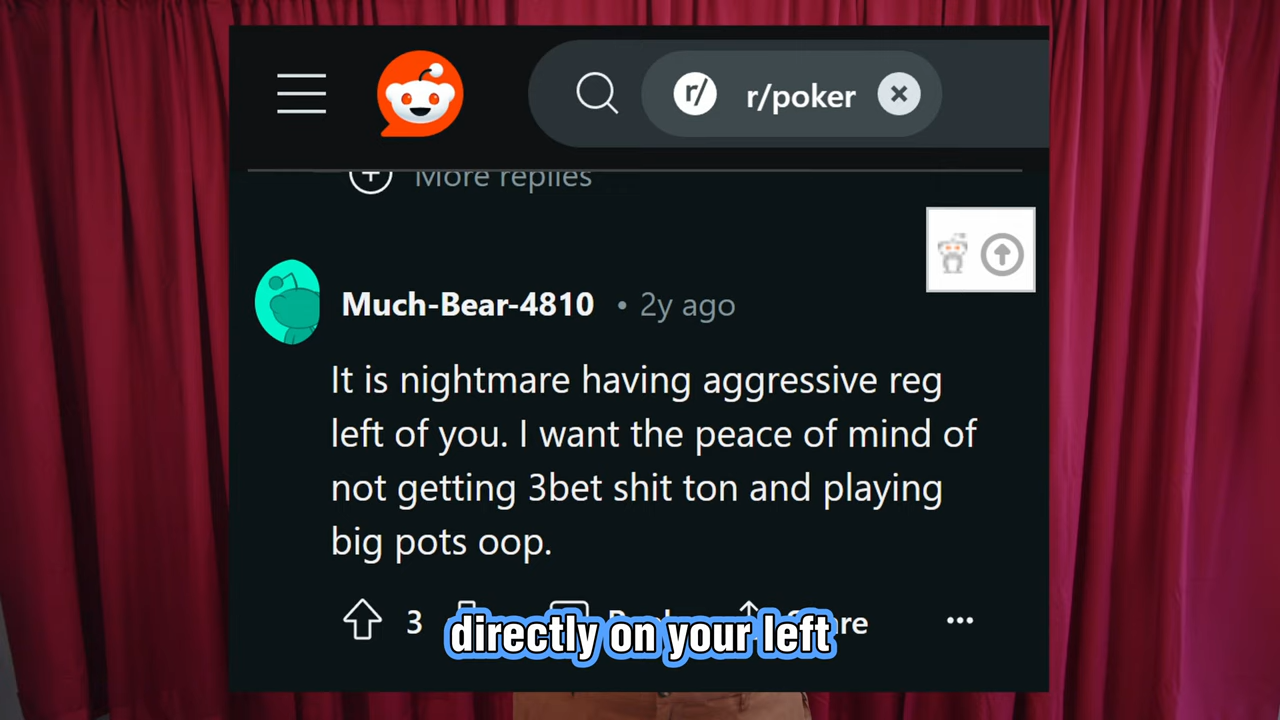 r/ r/poker
More replies
Much-Bear-4810 • 2y ago
It is nightmare having aggressive reg
left of you. I want the peace of mind of
not getting 3bet shit ton and playing
big pots oop.
3
directly on your left